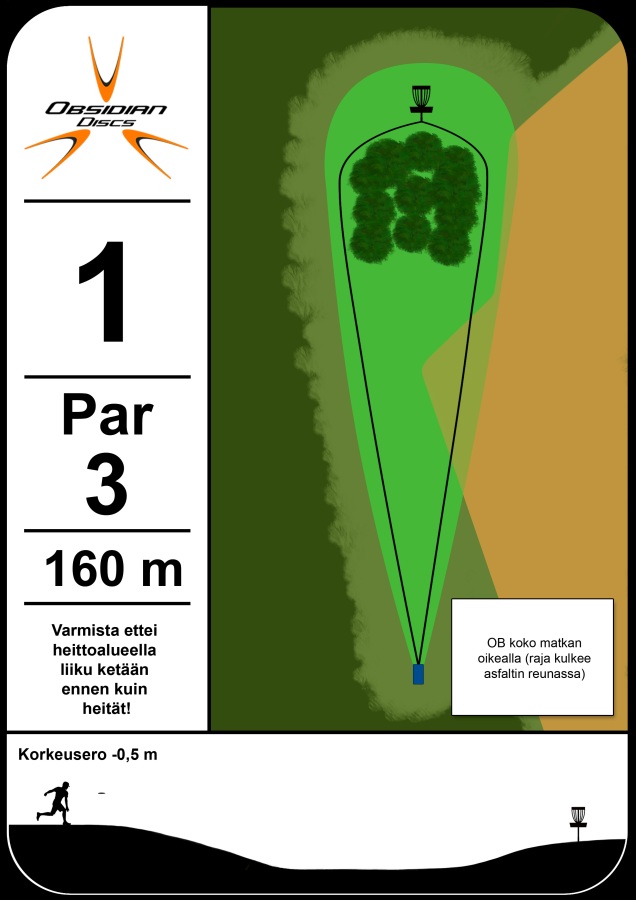 OBSIDIAN
DISCS
1
Par
3
160 m
Varmista ettei
heittoalueella
liiku ketään
ennen kuin
heität!
OB koko matkan
oikealla (raja kulkee
asfaltin reunassa)
Korkeusero -0,5 m